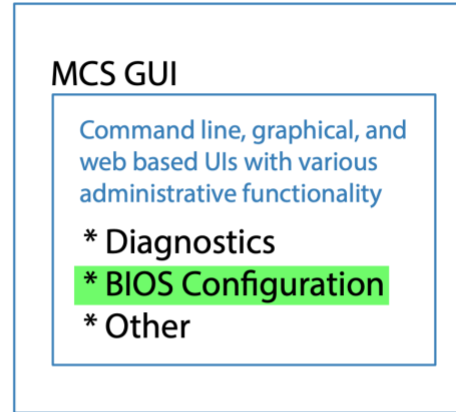 MCS GUI
Command line, graphical, and
web based UIs with various
administrative functionality
* Diagnostics
* BIOS Configuration
* Other